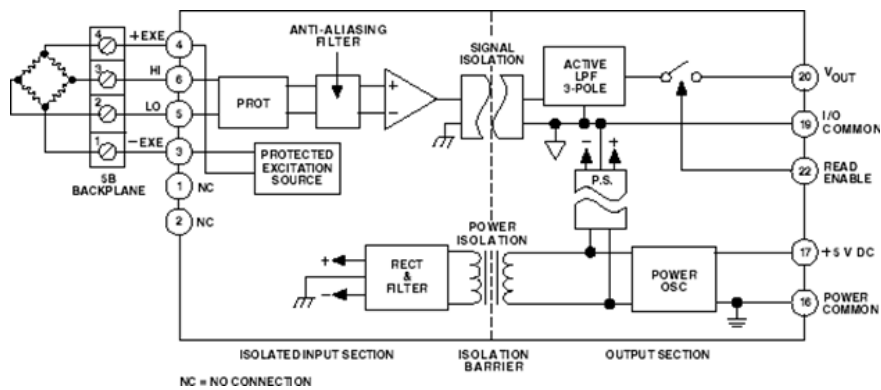 ANTI-ALIASING
FILTER
SIGNAL
ISOLATION
ACTIVE
LPF
3-POLE
4
+EXE
4
3
HI
6
2
LO
5
1
−EXE
3
5B
BACKPLANE
1
NC
2
NC
PROT
+
−
PROTECTED
EXCITATION
SOURCE
20
VOUT
19
I/O
COMMON
22
READ
ENABLE
− +
P.S.
POWER
ISOLATION
+
−
RECT
&
FILTER
POWER
OSC
17
+5 V DC
16
POWER
COMMON
ISOLATED INPUT SECTION
ISOLATION
BARRIER
OUTPUT SECTION
NC = NO CONNECTION